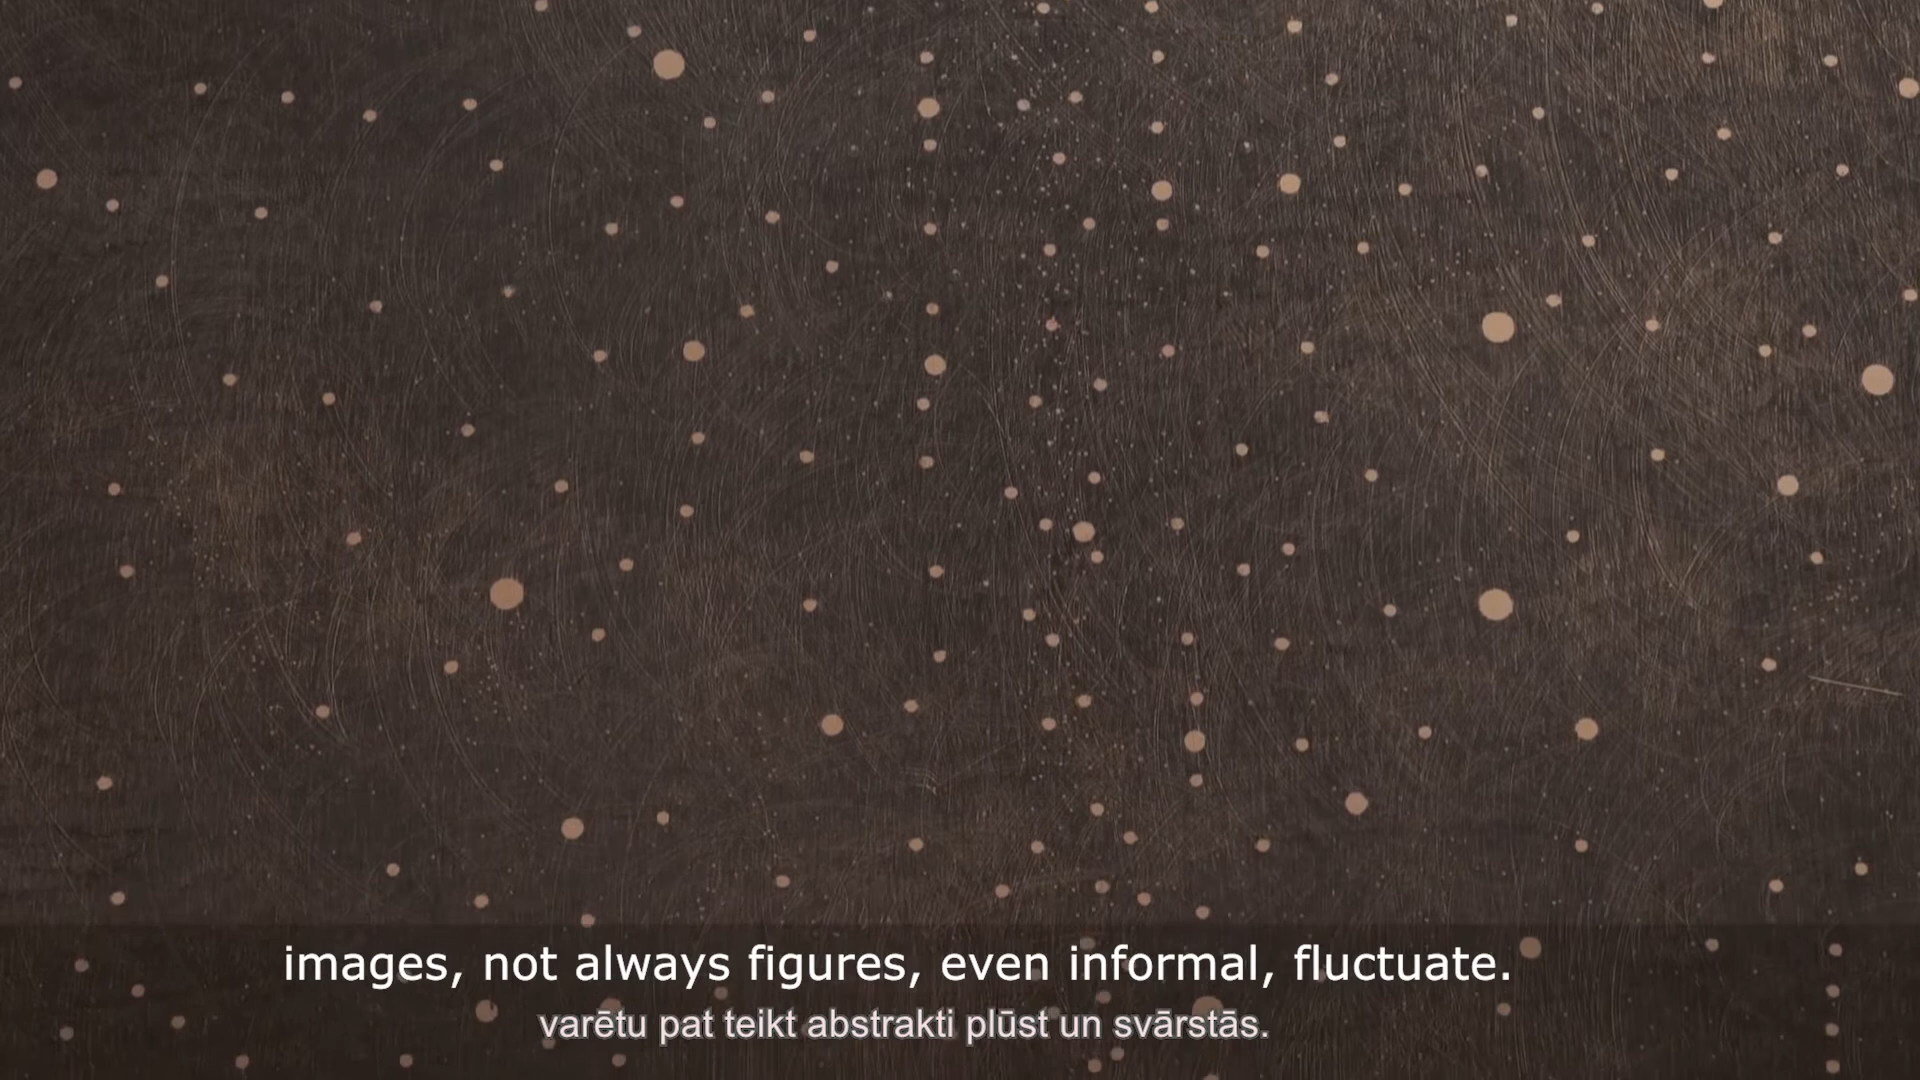 images, not always figures, even informal, fluctuate.
varētu pat teikt abstrakti plūst un svārstās.